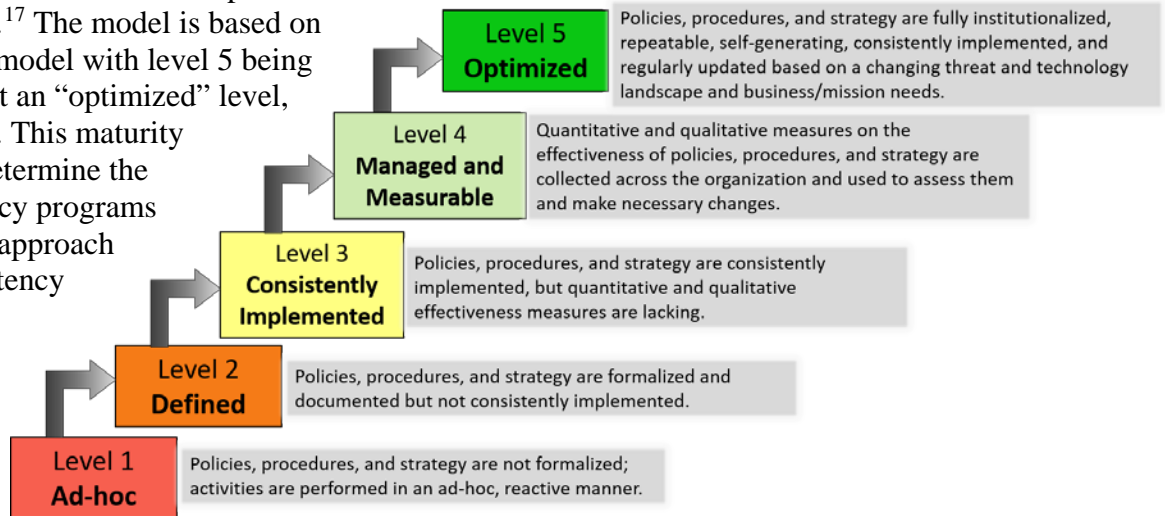 .17 The model is based on
model with level 5 being
t an “optimized” level,
. This maturity
etermine the
cy programs
approach
tency
Level 5
Optimized
Policies, procedures, and strategy are fully institutionalized,
repeatable, self-generating, consistently implemented, and
regularly updated based on a changing threat and technology
landscape and business/mission needs.
Level 4
Managed and
Measurable
Quantitative and qualitative measures on the
effectiveness of policies, procedures, and strategy are
collected across the organization and used to assess them
and make necessary changes.
Level 3
Consistently
Implemented
Policies, procedures, and strategy are consistently
implemented, but quantitative and qualitative
effectiveness measures are lacking.
Level 2
Defined
Policies, procedures, and strategy are formalized and
documented but not consistently implemented.
Level 1
Ad-hoc
Policies, procedures, and strategy are not formalized;
activities are performed in an ad-hoc, reactive manner.